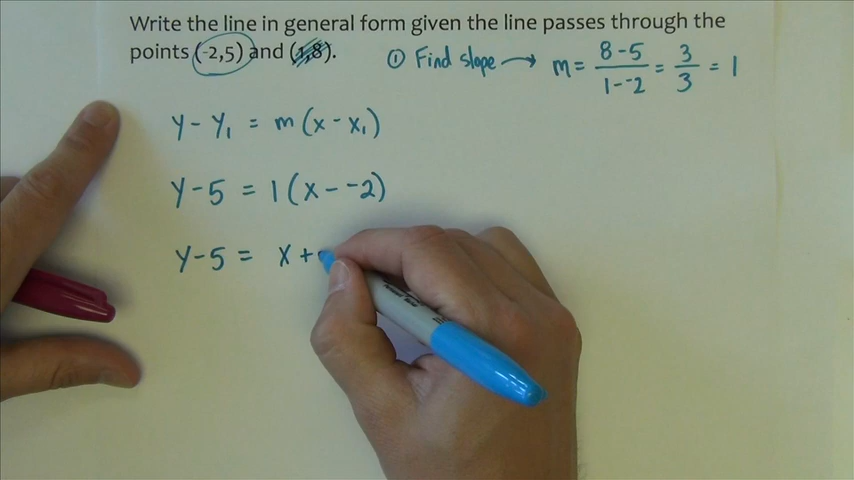 Write the line in general form given the line passes through the
points (-2,5) and (1,8).
① Find slope → m = 8-5 / 1--2 = 3/3 = 1
y - y₁ = m(x - x₁)
y - 5 = 1(x - -2)
y - 5 = x +